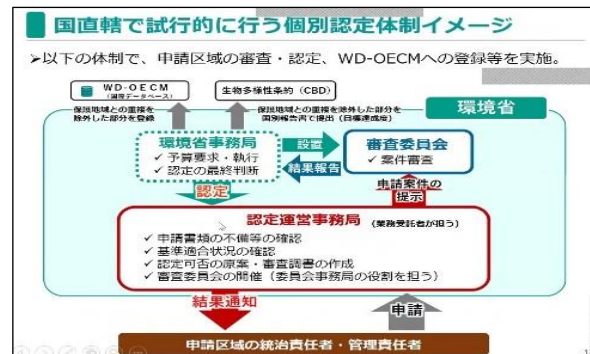 国直轄で試行的に行う個別認定体制イメージ
➢以下の体制で、申請区域の審査・認定、WD-OECMへの登録等を実施。
WD-OECM
(国際データベース)
生物多様性条約（CBD）
保護地域との重複を
除外した部分を登録
保護地域との重複を除外した部分を
国別報告書で提出（目標達成度）
環境省
環境省事務局
✓ 予算要求・執行
✓ 認定の最終判断
設置
結果報告
審査委員会
✓ 案件審査
認定
申請案件の
提示
認定運営事務局 (業務受託者が担う)
✓ 申請書類の不備等の確認
✓ 基準適合状況の確認
✓ 認定可否の原案・審査調書の作成
✓ 審査委員会の開催（委員会事務局の役割を担う）
結果通知
申請
申請区域の統治責任者・管理責任者